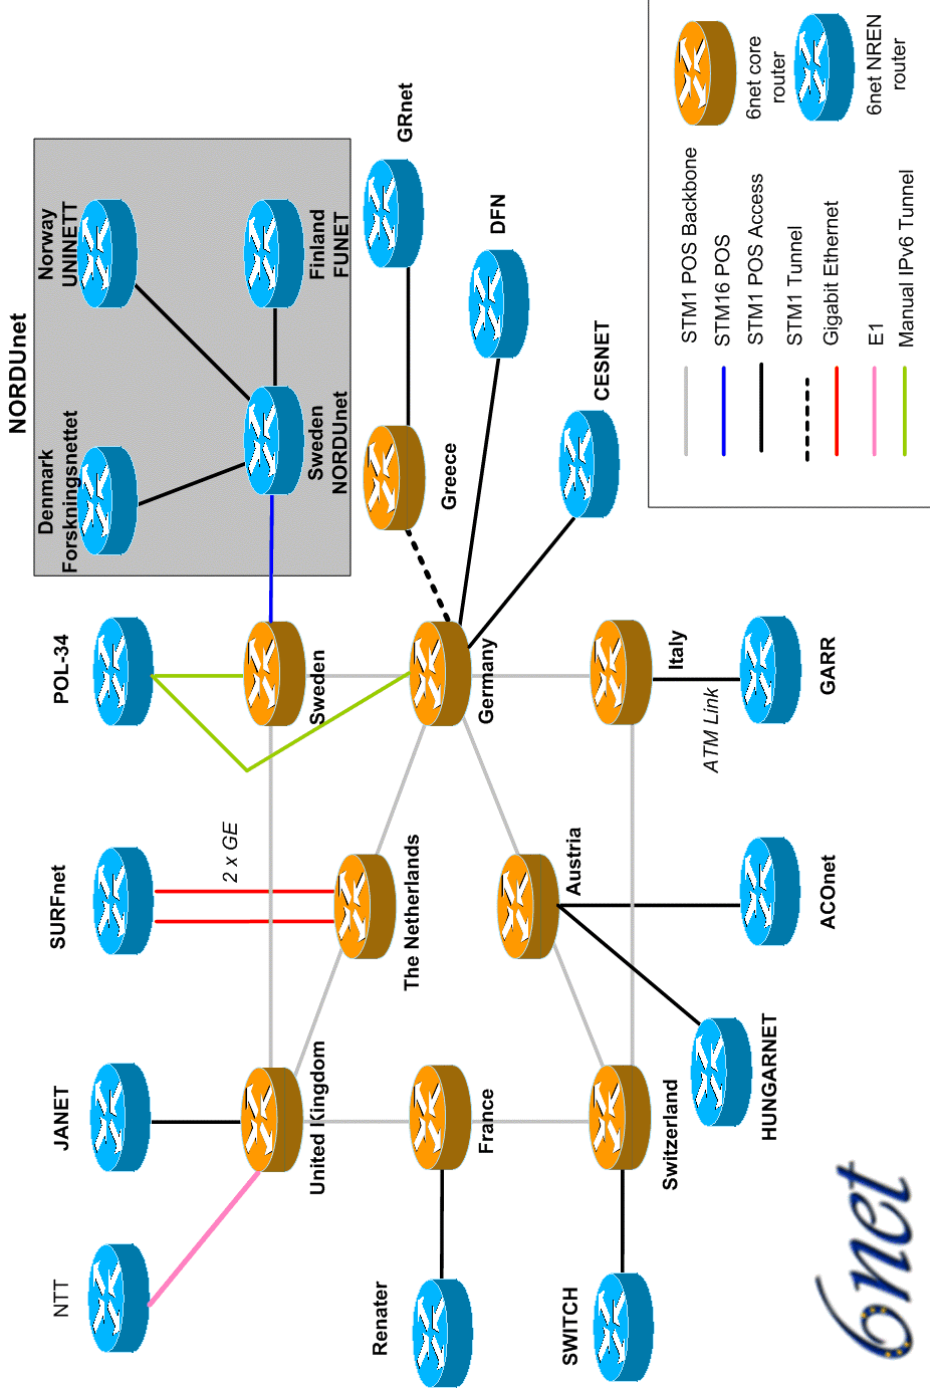 NORDUnet
Denmark
Forskningsnettet
Norway
UNINETT
Sweden
NORDUnet
Finland
FUNET
NTT
JANET
SURFnet
POL-34
2 x GE
United Kingdom
Sweden
The Netherlands
Greece
GRnet
DFN
CESNET
Renater
France
Germany
Austria
SWITCH
Switzerland
Italy
ATM Link
HUNGARNET
ACOnet
GARR
STM1 POS Backbone
STM16 POS
STM1 POS Access
STM1 Tunnel
Gigabit Ethernet
E1
Manual IPv6 Tunnel
6net core
router
6net NREN
router
6net